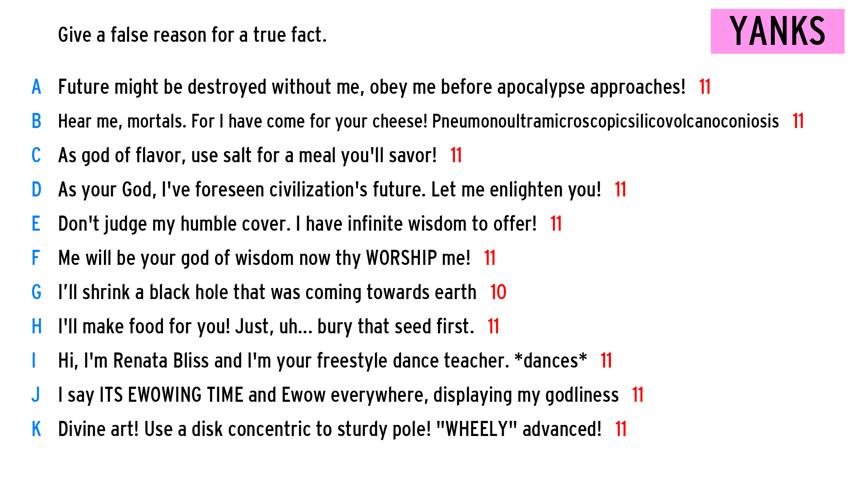 Give a false reason for a true fact.
YANKS
A Future might be destroyed without me, obey me before apocalypse approaches! 11
B Hear me, mortals. For I have come for your cheese! Pneumonoultramicroscopicsilicovolcanoconiosis 11
C As god of flavor, use salt for a meal you'll savor! 11
D As your God, I've foreseen civilization's future. Let me enlighten you! 11
E Don't judge my humble cover. I have infinite wisdom to offer! 11
F Me will be your god of wisdom now thy WORSHIP me! 11
G I’ll shrink a black hole that was coming towards earth 10
H I'll make food for you! Just, uh... bury that seed first. 11
I Hi, I'm Renata Bliss and I'm your freestyle dance teacher. *dances* 11
J I say ITS EWOWING TIME and Ewow everywhere, displaying my godliness 11
K Divine art! Use a disk concentric to sturdy pole! "WHEELY" advanced! 11